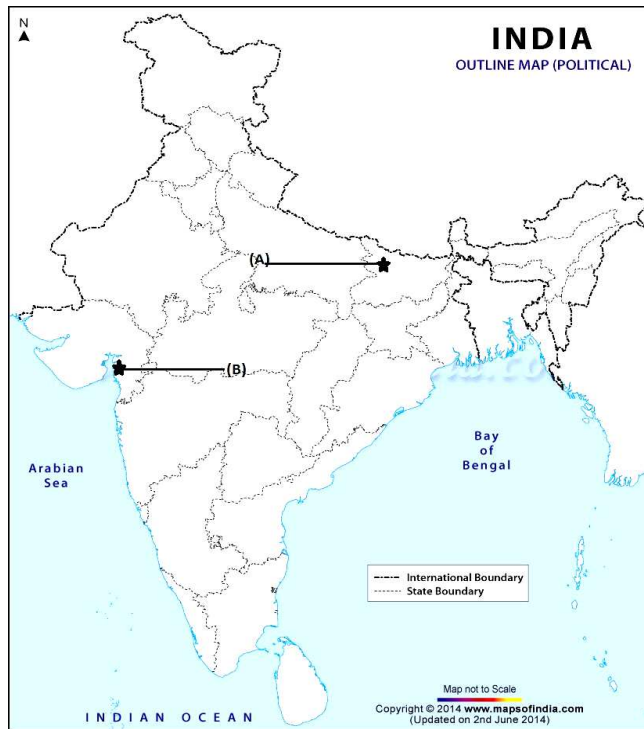 N
INDIA
OUTLINE MAP (POLITICAL)
(A)
(B)
Arabian
Sea
Bay
of
Bengal
International Boundary
State Boundary
Map not to Scale
Copyright © 2014 www.mapsofindia.com
(Updated on 2nd June 2014)
INDIAN OCEAN